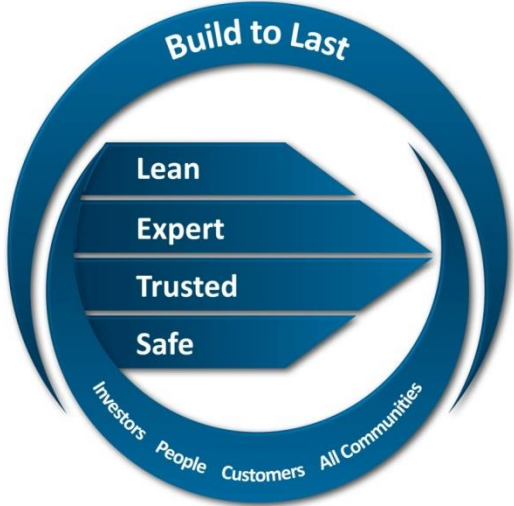 Build to Last
Lean
Expert
Trusted
Safe
Investors People Customers All Communities